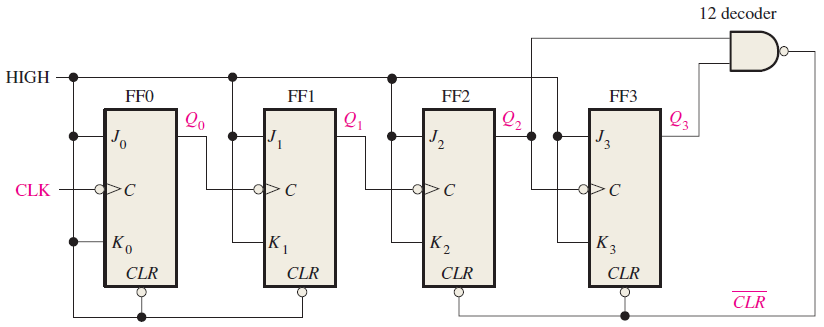 12 decoder
HIGH
FF0 FF1 FF2 FF3
Q0 Q1 Q2 Q3
J0 J1 J2 J3
CLK C C C C
K0 K1 K2 K3
CLR CLR CLR CLR
C̅L̅R̅